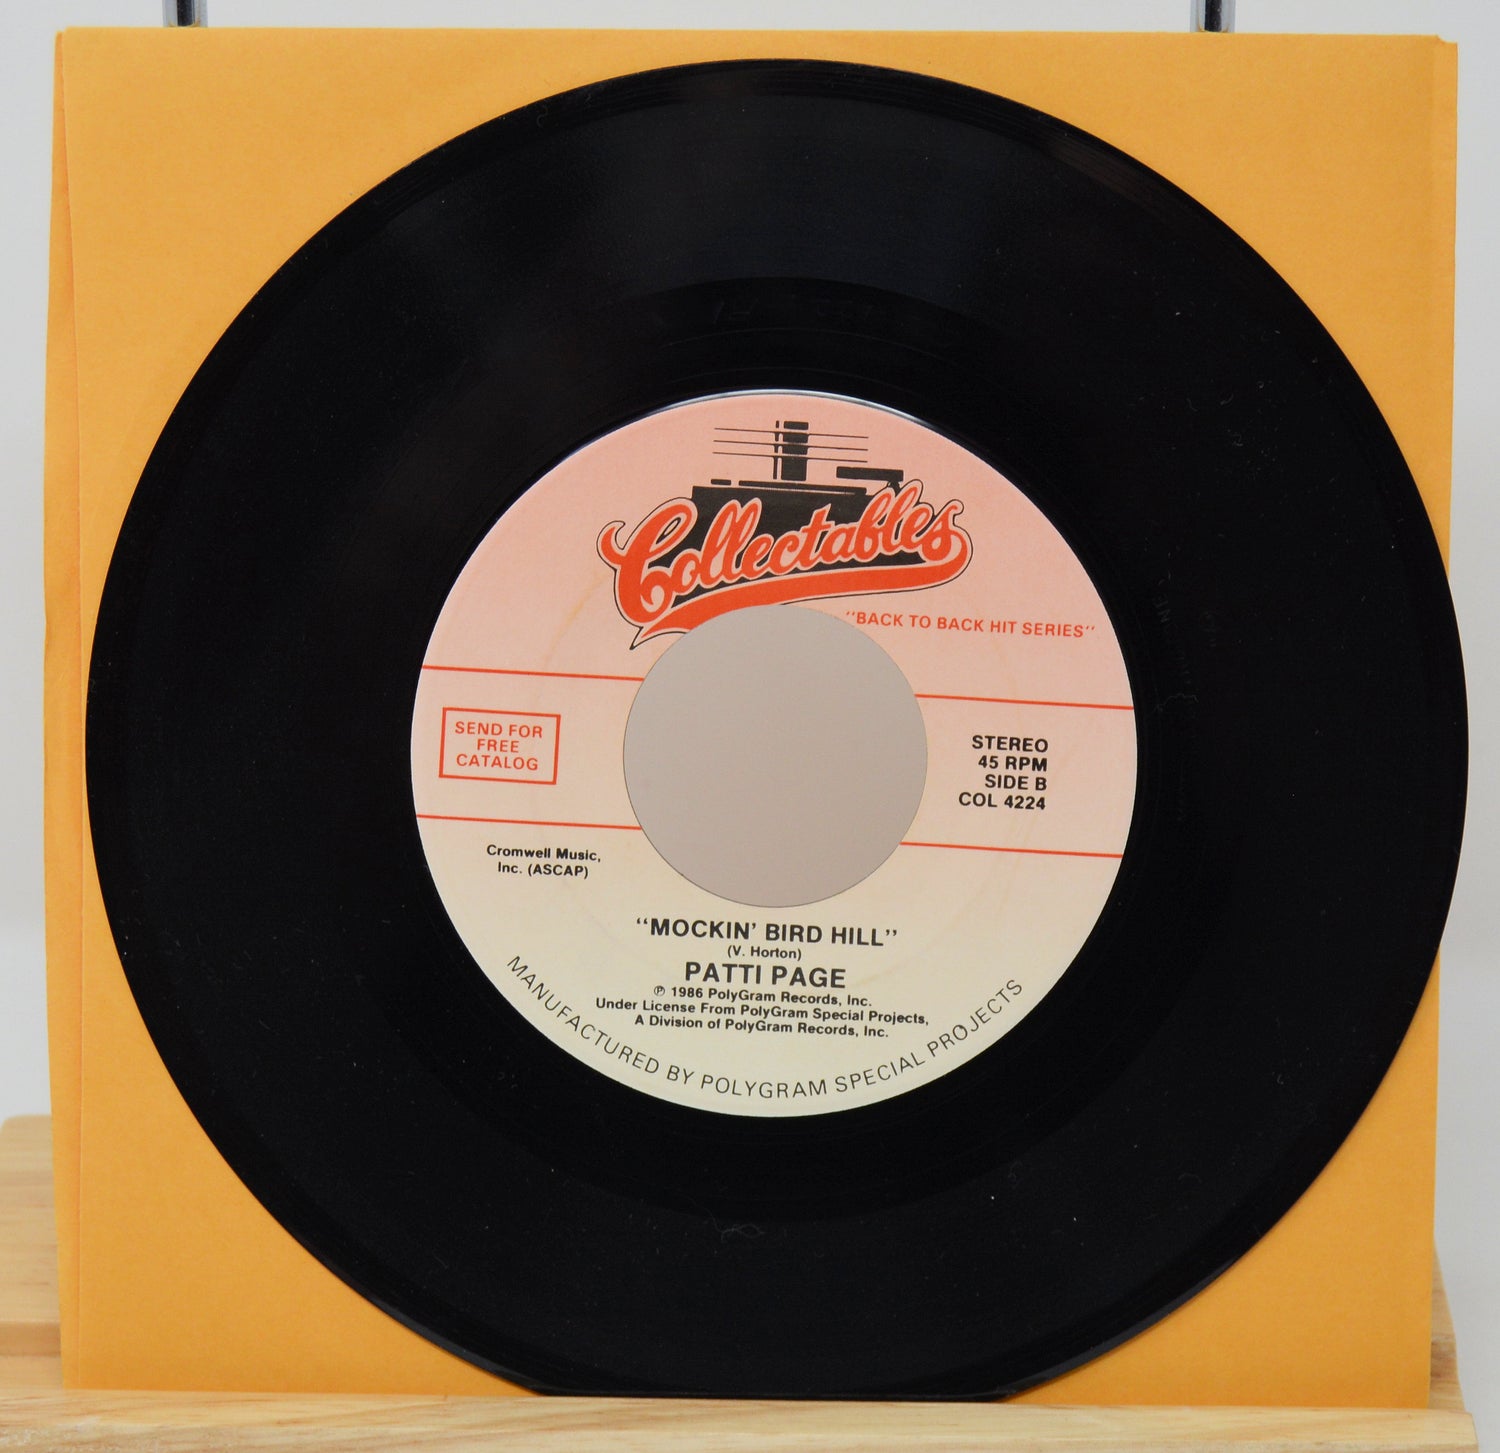 Collectables
"BACK TO BACK HIT SERIES"
SEND FOR
FREE
CATALOG
STEREO
45 RPM
SIDE B
COL 4224
Cromwell Music,
Inc. (ASCAP)
"MOCKIN' BIRD HILL"
(V. Horton)
PATTI PAGE
℗ 1986 PolyGram Records, Inc.
Under License From PolyGram Special Projects,
A Division of PolyGram Records, Inc.
MANUFACTURED BY POLYGRAM SPECIAL PROJECTS